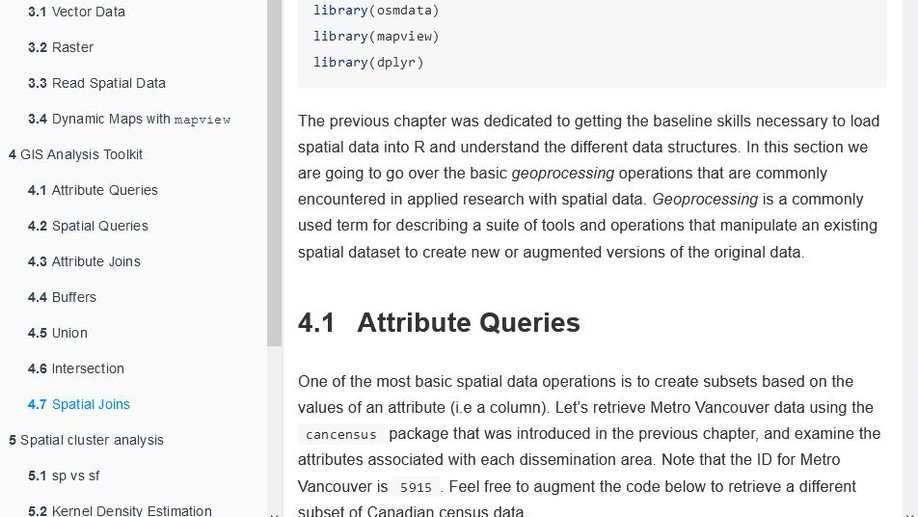 3.1 Vector Data
3.2 Raster
3.3 Read Spatial Data
3.4 Dynamic Maps with mapview
4 GIS Analysis Toolkit
4.1 Attribute Queries
4.2 Spatial Queries
4.3 Attribute Joins
4.4 Buffers
4.5 Union
4.6 Intersection
4.7 Spatial Joins
5 Spatial cluster analysis
5.1 sp vs sf
5.2 Kernel Density Estimation
library(osmdata)
library(mapview)
library(dplyr)
The previous chapter was dedicated to getting the baseline skills necessary to load
spatial data into R and understand the different data structures. In this section we
are going to go over the basic geoprocessing operations that are commonly
encountered in applied research with spatial data. Geoprocessing is a commonly
used term for describing a suite of tools and operations that manipulate an existing
spatial dataset to create new or augmented versions of the original data.
4.1 Attribute Queries
One of the most basic spatial data operations is to create subsets based on the
values of an attribute (i.e a column). Let’s retrieve Metro Vancouver data using the
cancensus package that was introduced in the previous chapter, and examine the
attributes associated with each dissemination area. Note that the ID for Metro
Vancouver is 5915 . Feel free to augment the code below to retrieve a different
subset of Canadian census data.